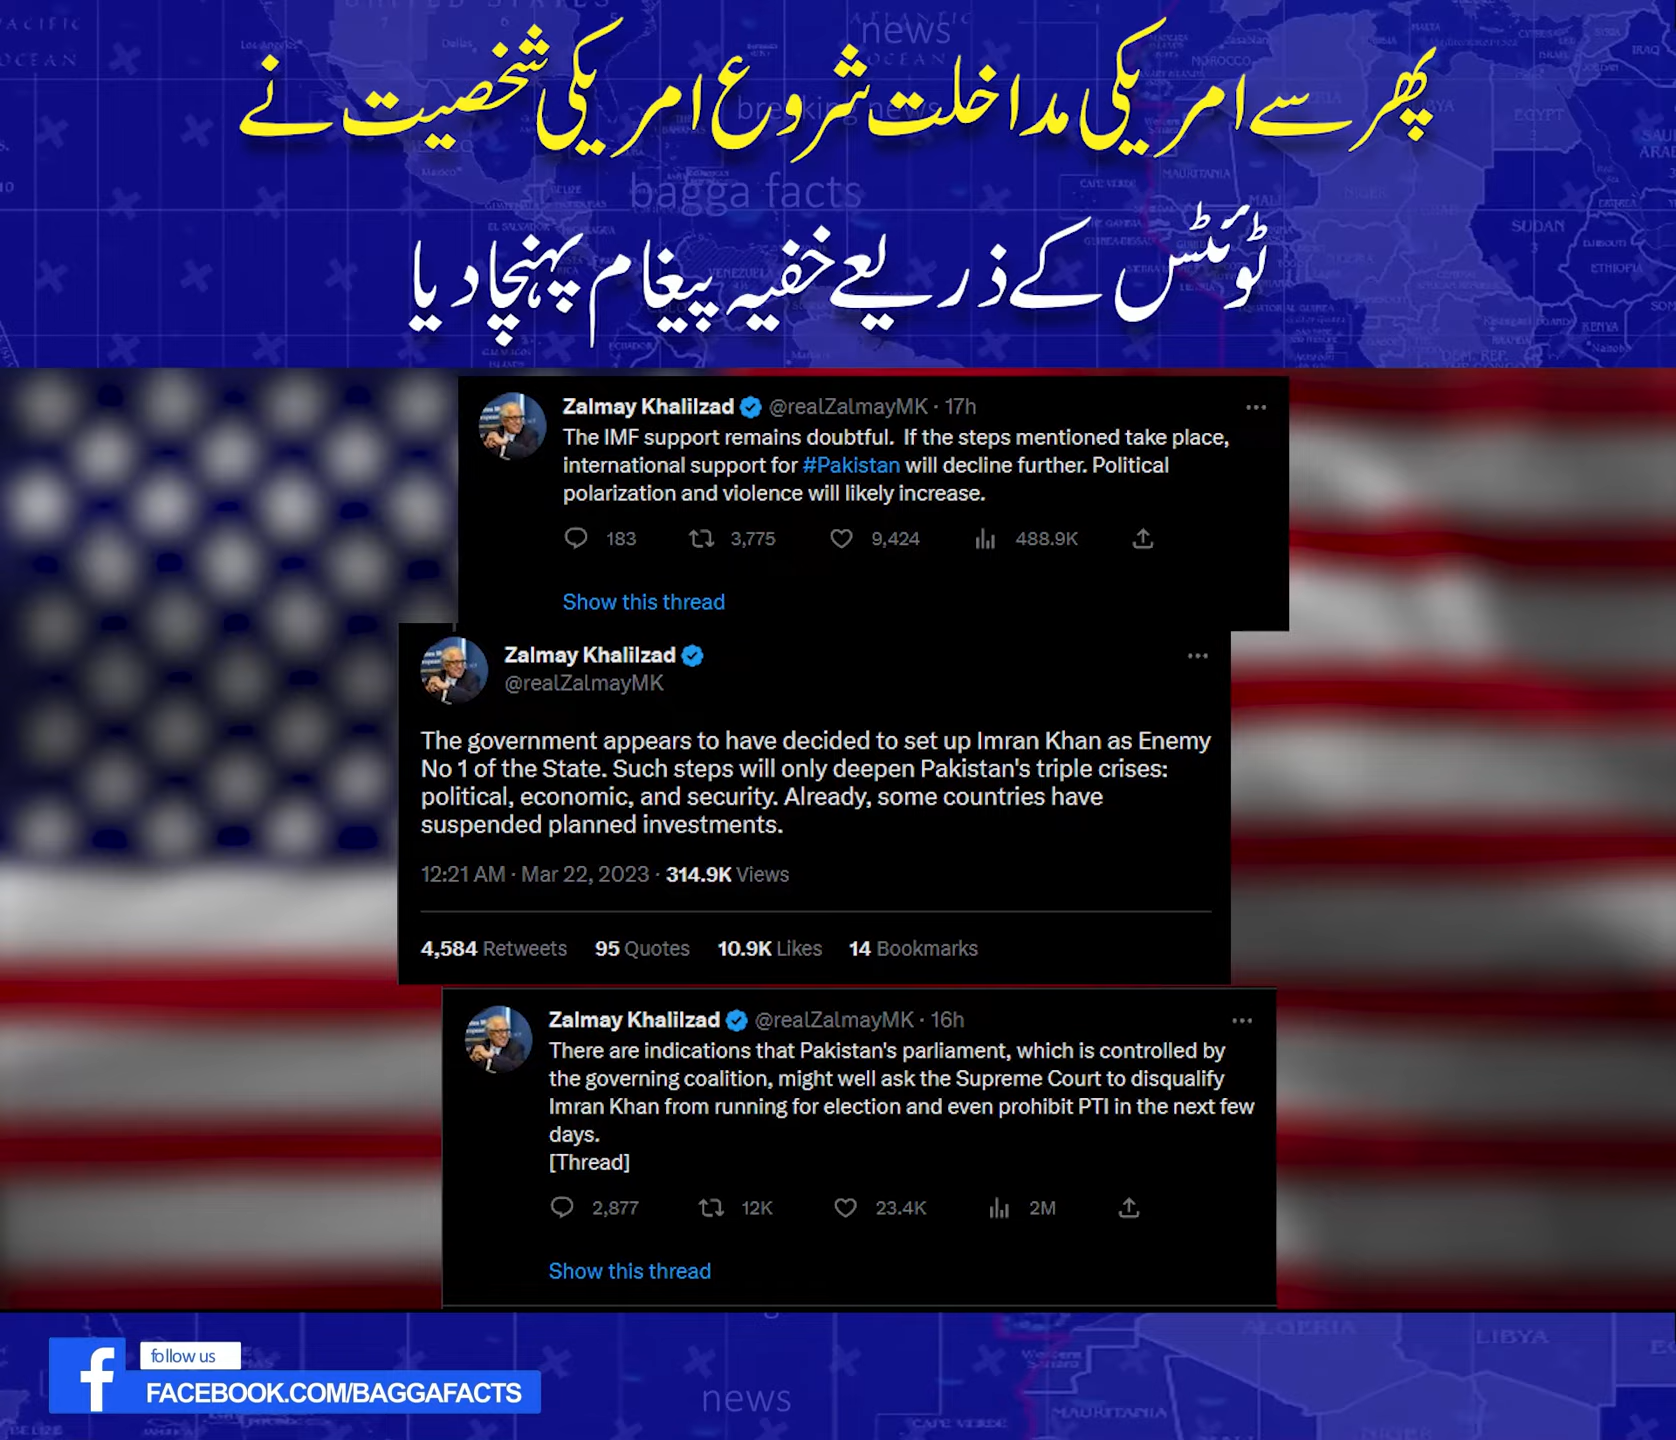 news
پھر سے امریکی مداخلت شروع امریکی شخصیت نے
breaking news
bagga facts
ٹوئٹس کے ذریعے خفیہ پیغام پہنچا دیا
Zalmay Khalilzad @realZalmayMK · 17h
The IMF support remains doubtful. If the steps mentioned take place,
international support for #Pakistan will decline further. Political
polarization and violence will likely increase.
183 3,775 9,424 488.9K
Show this thread
Zalmay Khalilzad
@realZalmayMK
The government appears to have decided to set up Imran Khan as Enemy
No 1 of the State. Such steps will only deepen Pakistan's triple crises:
political, economic, and security. Already, some countries have
suspended planned investments.
12:21 AM · Mar 22, 2023 · 314.9K Views
4,584 Retweets 95 Quotes 10.9K Likes 14 Bookmarks
Zalmay Khalilzad @realZalmayMK · 16h
There are indications that Pakistan's parliament, which is controlled by
the governing coalition, might well ask the Supreme Court to disqualify
Imran Khan from running for election and even prohibit PTI in the next few
days.
[Thread]
2,877 12K 23.4K 2M
Show this thread
follow us
FACEBOOK.COM/BAGGAFACTS
news